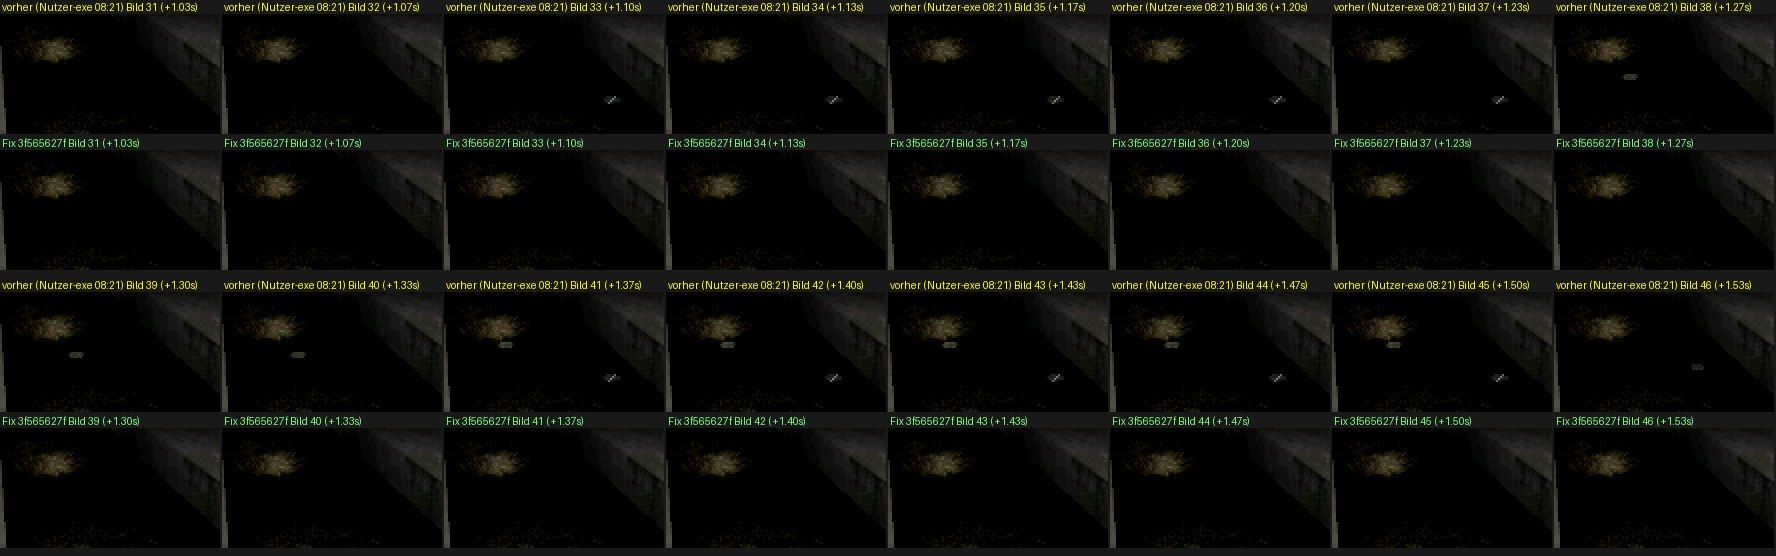 vorher (Nutzer-exe 08:21) Bild 31 (+1.03s) vorher (Nutzer-exe 08:21) Bild 32 (+1.07s) vorher (Nutzer-exe 08:21) Bild 33 (+1.10s) vorher (Nutzer-exe 08:21) Bild 34 (+1.13s) vorher (Nutzer-exe 08:21) Bild 35 (+1.17s) vorher (Nutzer-exe 08:21) Bild 36 (+1.20s) vorher (Nutzer-exe 08:21) Bild 37 (+1.23s) vorher (Nutzer-exe 08:21) Bild 38 (+1.27s)
Fix 3f565627f Bild 31 (+1.03s) Fix 3f565627f Bild 32 (+1.07s) Fix 3f565627f Bild 33 (+1.10s) Fix 3f565627f Bild 34 (+1.13s) Fix 3f565627f Bild 35 (+1.17s) Fix 3f565627f Bild 36 (+1.20s) Fix 3f565627f Bild 37 (+1.23s) Fix 3f565627f Bild 38 (+1.27s)
vorher (Nutzer-exe 08:21) Bild 39 (+1.30s) vorher (Nutzer-exe 08:21) Bild 40 (+1.33s) vorher (Nutzer-exe 08:21) Bild 41 (+1.37s) vorher (Nutzer-exe 08:21) Bild 42 (+1.40s) vorher (Nutzer-exe 08:21) Bild 43 (+1.43s) vorher (Nutzer-exe 08:21) Bild 44 (+1.47s) vorher (Nutzer-exe 08:21) Bild 45 (+1.50s) vorher (Nutzer-exe 08:21) Bild 46 (+1.53s)
Fix 3f565627f Bild 39 (+1.30s) Fix 3f565627f Bild 40 (+1.33s) Fix 3f565627f Bild 41 (+1.37s) Fix 3f565627f Bild 42 (+1.40s) Fix 3f565627f Bild 43 (+1.43s) Fix 3f565627f Bild 44 (+1.47s) Fix 3f565627f Bild 45 (+1.50s) Fix 3f565627f Bild 46 (+1.53s)